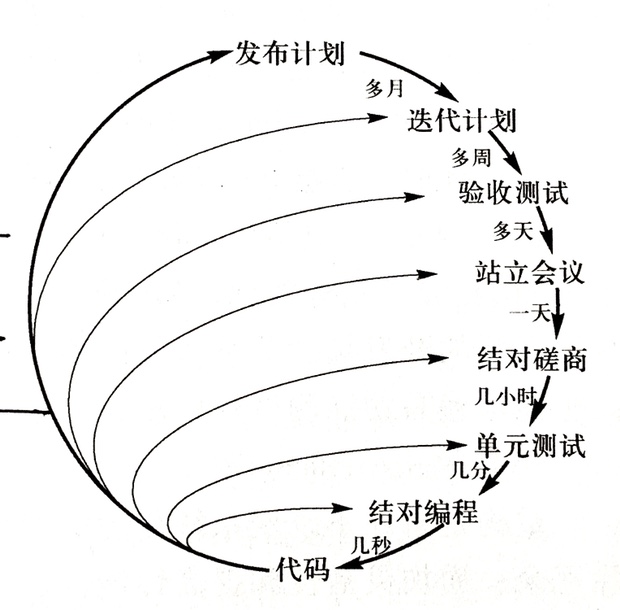 发布计划
多月
迭代计划
多周
验收测试
多天
站立会议
一天
结对磋商
几小时
单元测试
几分
结对编程
几秒
代码